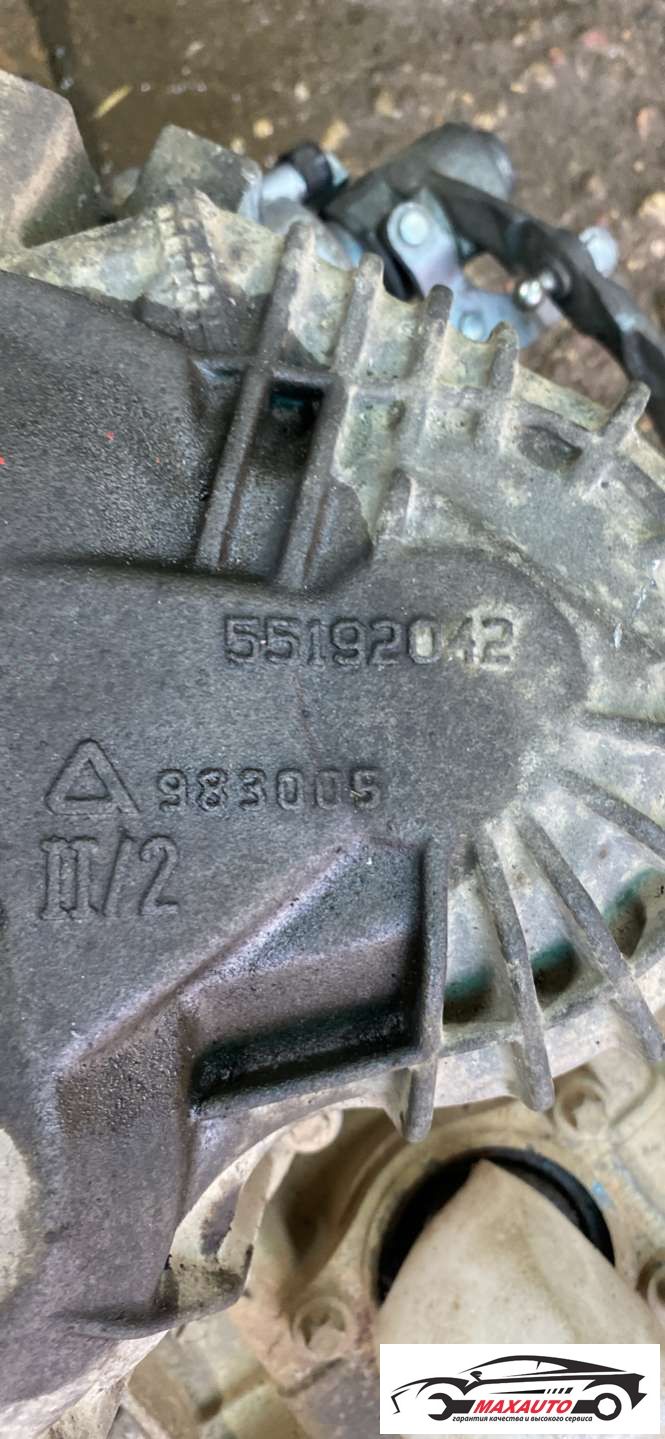 55192042
983005
II/2
MAXAUTO
гарантия качества и высокого сервиса